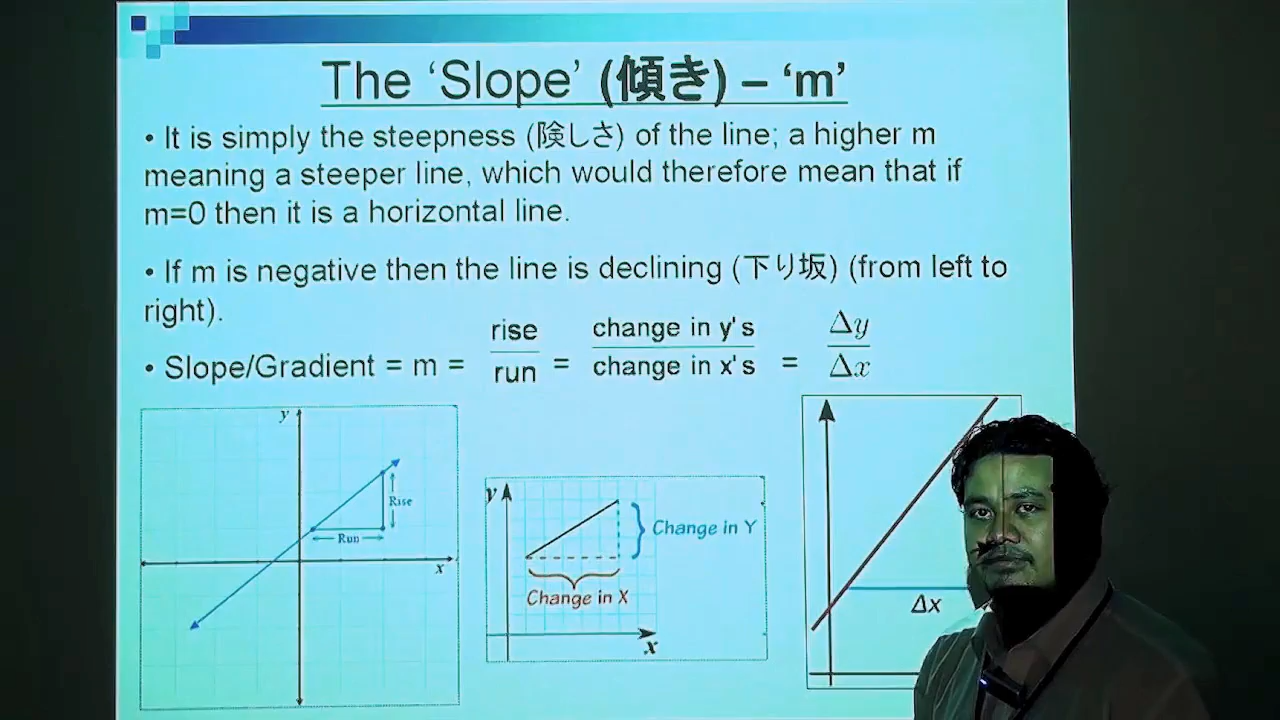 The 'Slope' (傾き) – 'm'
• It is simply the steepness (険しさ) of the line; a higher m
meaning a steeper line, which would therefore mean that if
m=0 then it is a horizontal line.
• If m is negative then the line is declining (下り坂) (from left to
right).
• Slope/Gradient = m = rise/run = change in y's/change in x's = Δy/Δx
y
Rise
Run
x
y
Change in Y
Change in X
x
Δx